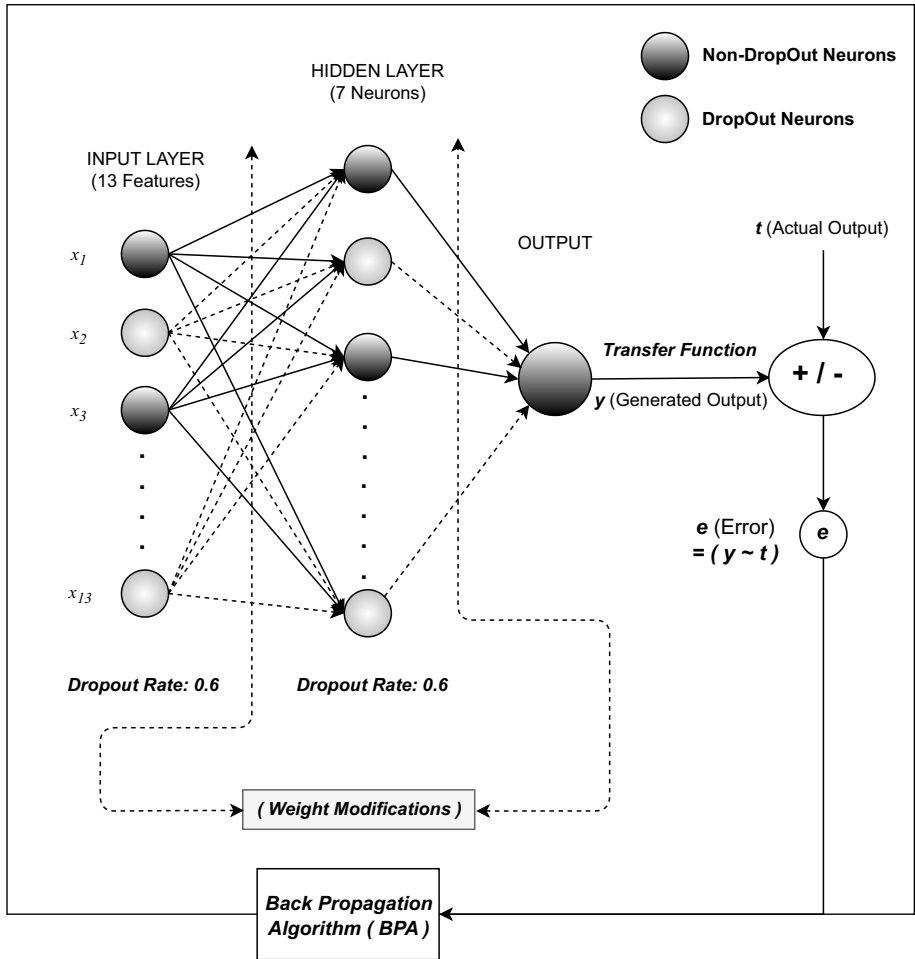 HIDDEN LAYER
(7 Neurons)
Non-DropOut Neurons
DropOut Neurons
INPUT LAYER
(13 Features)
x1
x2
x3
x13
OUTPUT
t (Actual Output)
Transfer Function
y (Generated Output)
+ / -
e (Error)
= ( y ~ t )
e
Dropout Rate: 0.6
Dropout Rate: 0.6
( Weight Modifications )
Back Propagation
Algorithm ( BPA )